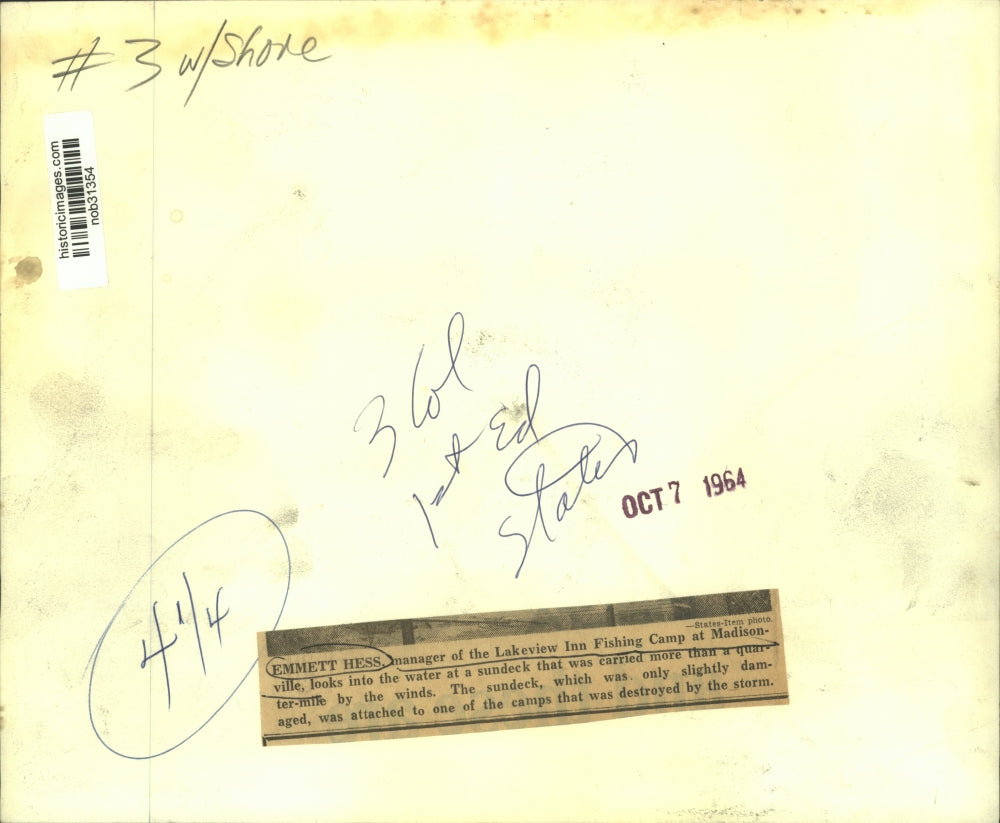 # 3 w/Shore
historicimages.com
nob31354
3 Col
1st Ed
States
OCT 7 1964
4 1/4
—States-Item photo.
EMMETT HESS, manager of the Lakeview Inn Fishing Camp at Madison-
ville, looks into the water at a sundeck that was carried more than a quar-
ter-mile by the winds. The sundeck, which was only slightly dam-
aged, was attached to one of the camps that was destroyed by the storm.